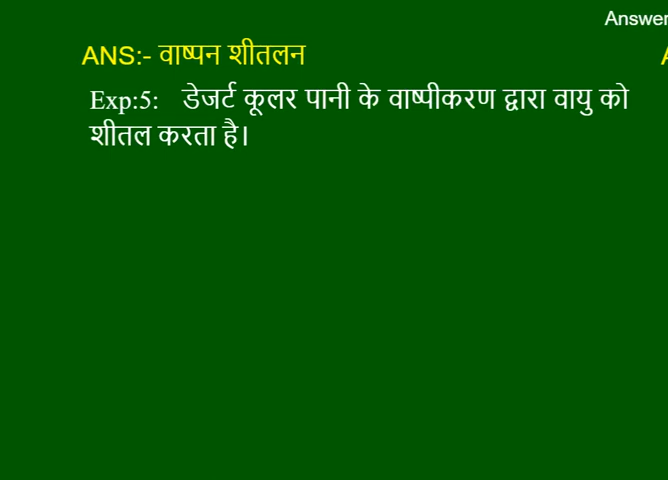 Answer
ANS:- वाष्पन शीतलन
Exp:5: डेजर्ट कूलर पानी के वाष्पीकरण द्वारा वायु को
शीतल करता है।